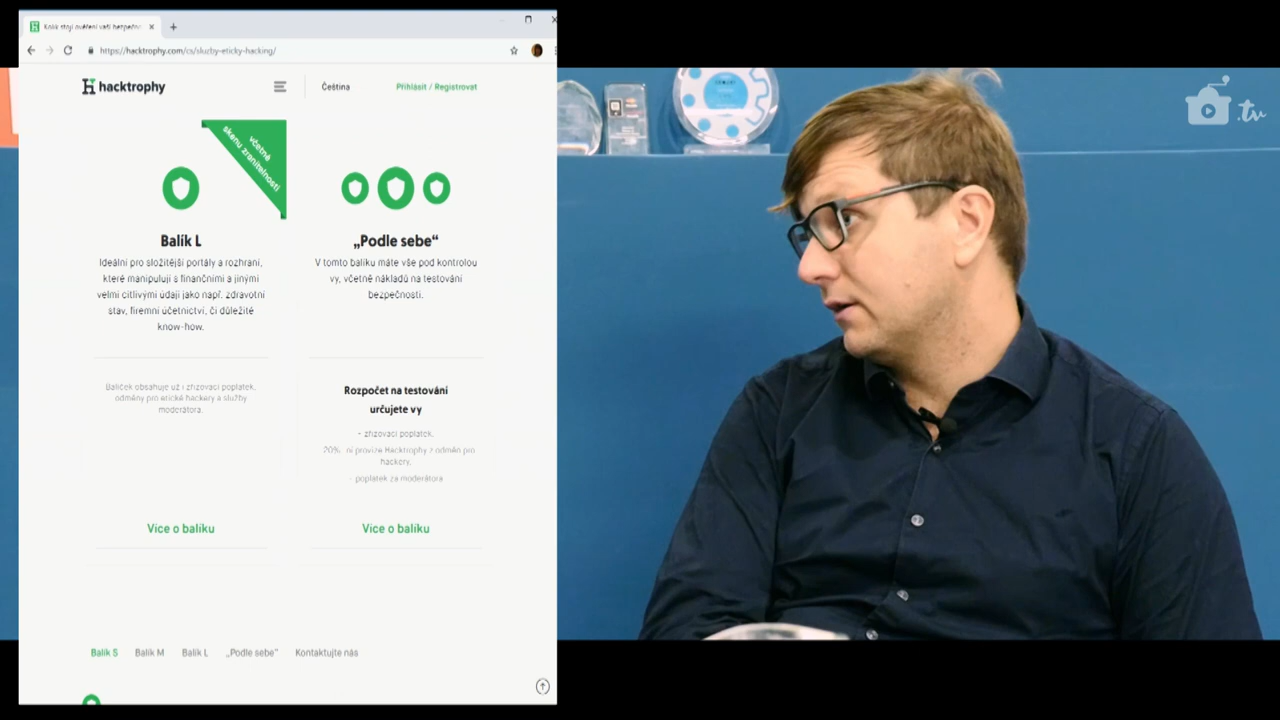 Kolik stojí ověření vaší bezpečno
https://hacktrophy.com/cs/sluzby-eticky-hacking/
hacktrophy
Čeština
Přihlásit / Registrovat
včetně
skenu zranitelností
Balík L
Ideální pro složitější portály a rozhraní,
které manipulují s finančními a jinými
velmi citlivými údaji jako např. zdravotní
stav, firemní účetnictví, či důležité
know-how.
Balíček obsahuje už i zřizovací poplatek,
odměny pro etické hackery a služby
moderátora.
Více o balíku
„Podle sebe“
V tomto balíku máte vše pod kontrolou
vy, včetně nákladů na testování
bezpečnosti.
Rozpočet na testování
určujete vy
- zřizovací poplatek,
20% ní provize Hacktrophy z odměn pro
hackery,
- poplatek za moderátora
Více o balíku
Balík S
Balík M
Balík L
„Podle sebe“
Kontaktujte nás
.tv